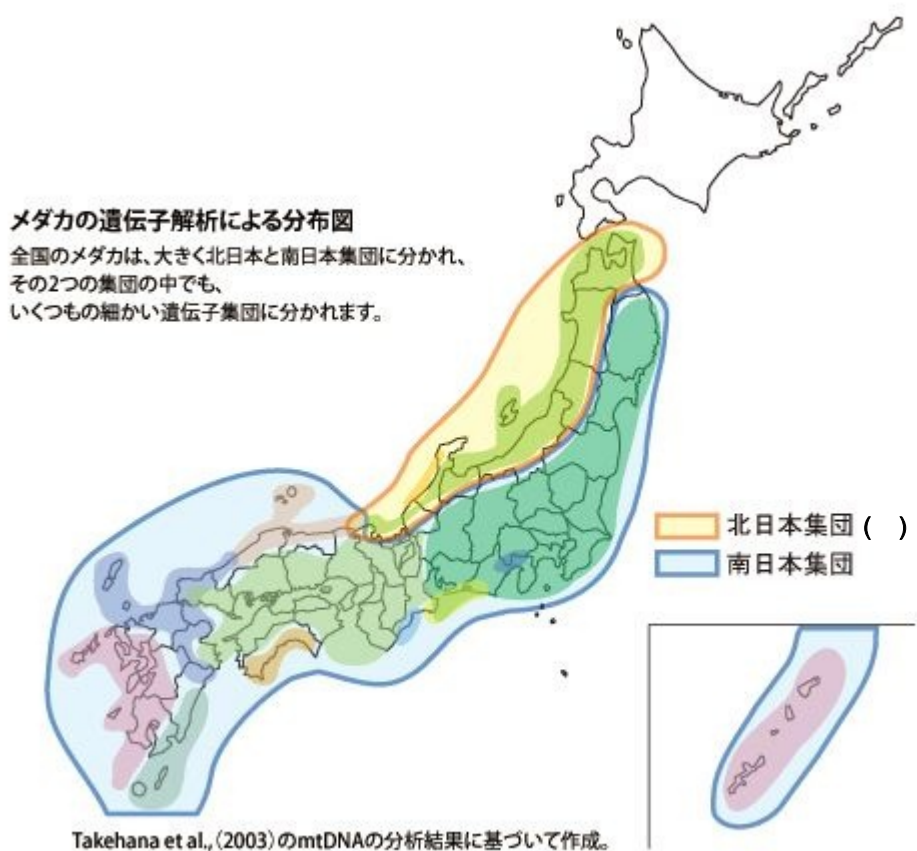 メダカの遺伝子解析による分布図
全国のメダカは、大きく北日本と南日本集団に分かれ、
その2つの集団の中でも、
いくつもの細かい遺伝子集団に分かれます。
北日本集団 (   )
南日本集団
Takehana et al., (2003)のmtDNAの分析結果に基づいて作成。